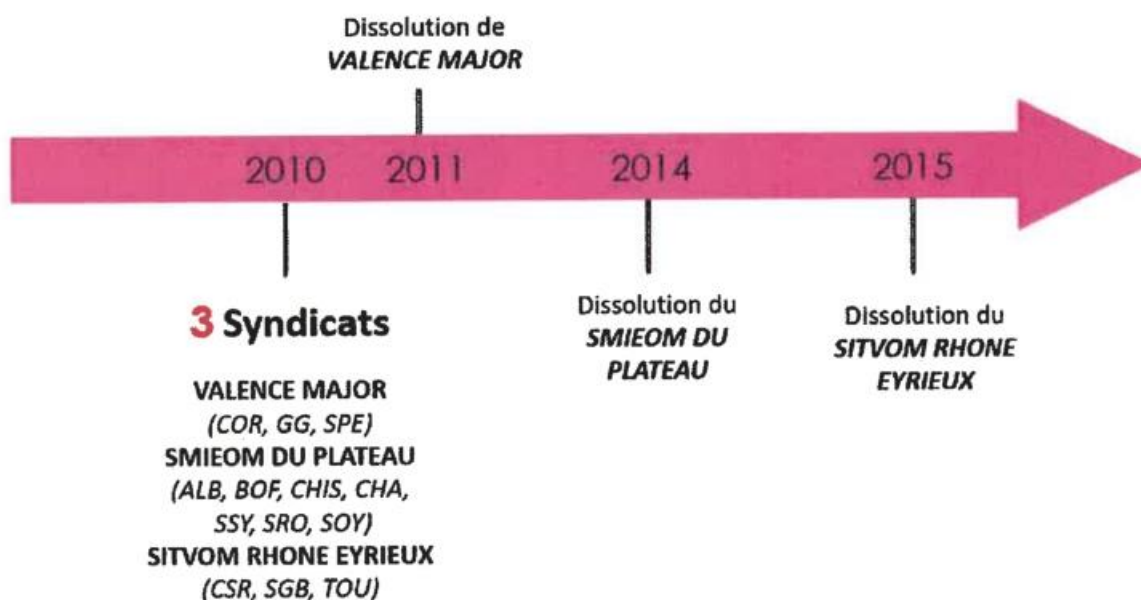 Dissolution de
VALENCE MAJOR
2010 2011 2014 2015
3 Syndicats
VALENCE MAJOR
(COR, GG, SPE)
SMIEOM DU PLATEAU
(ALB, BOF, CHIS, CHA,
SSY, SRO, SOY)
SITVOM RHONE EYRIEUX
(CSR, SGB, TOU)
Dissolution du
SMIEOM DU
PLATEAU
Dissolution du
SITVOM RHONE
EYRIEUX